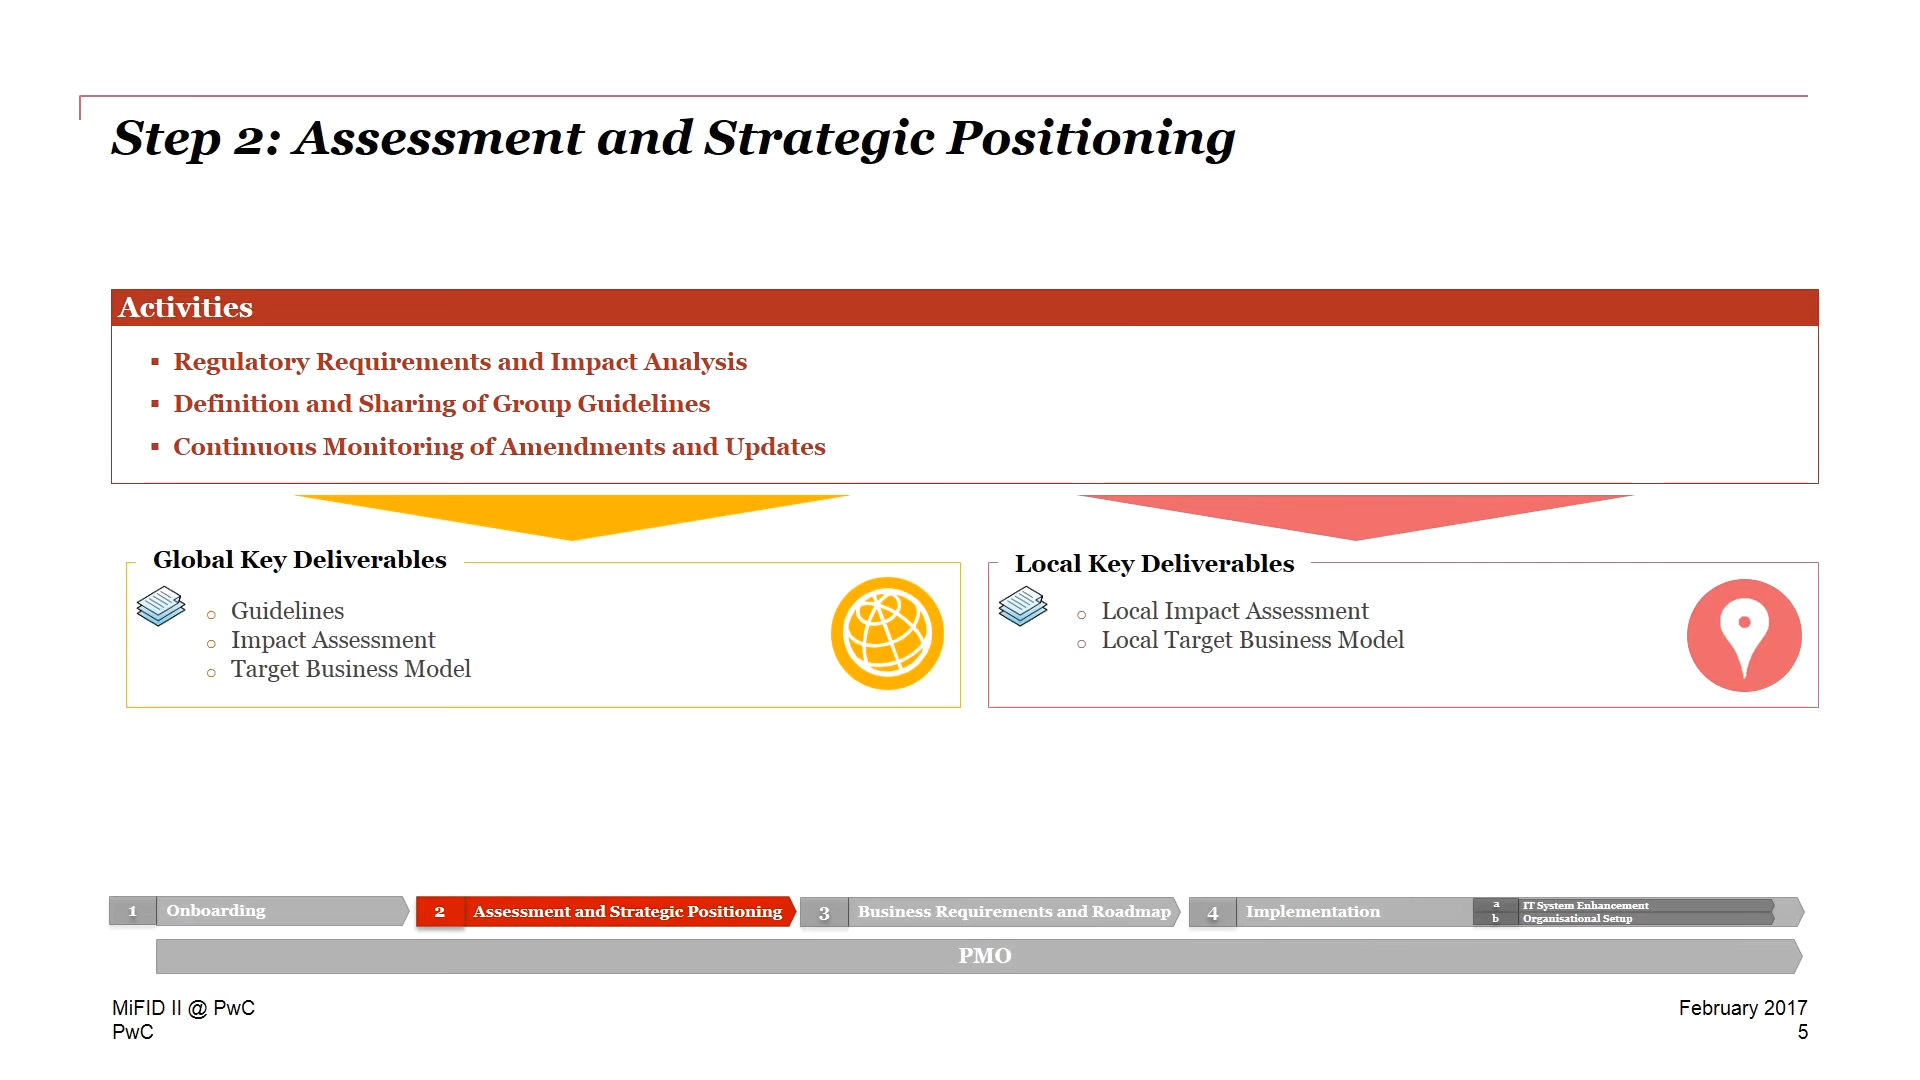 Step 2: Assessment and Strategic Positioning
Activities
▪ Regulatory Requirements and Impact Analysis
▪ Definition and Sharing of Group Guidelines
▪ Continuous Monitoring of Amendments and Updates
Global Key Deliverables
○ Guidelines
○ Impact Assessment
○ Target Business Model
Local Key Deliverables
○ Local Impact Assessment
○ Local Target Business Model
1 Onboarding
2 Assessment and Strategic Positioning
3 Business Requirements and Roadmap
4 Implementation
a IT System Enhancement
b Organisational Setup
PMO
MiFID II @ PwC
PwC
February 2017
5